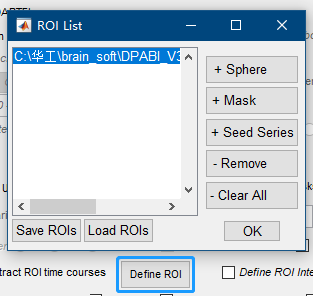 ROI List
C:\华工\brain_soft\DPABI_V3
+ Sphere
+ Mask
+ Seed Series
- Remove
- Clear All
Save ROIs
Load ROIs
OK
tract ROI time courses
Define ROI
Define ROI Inte